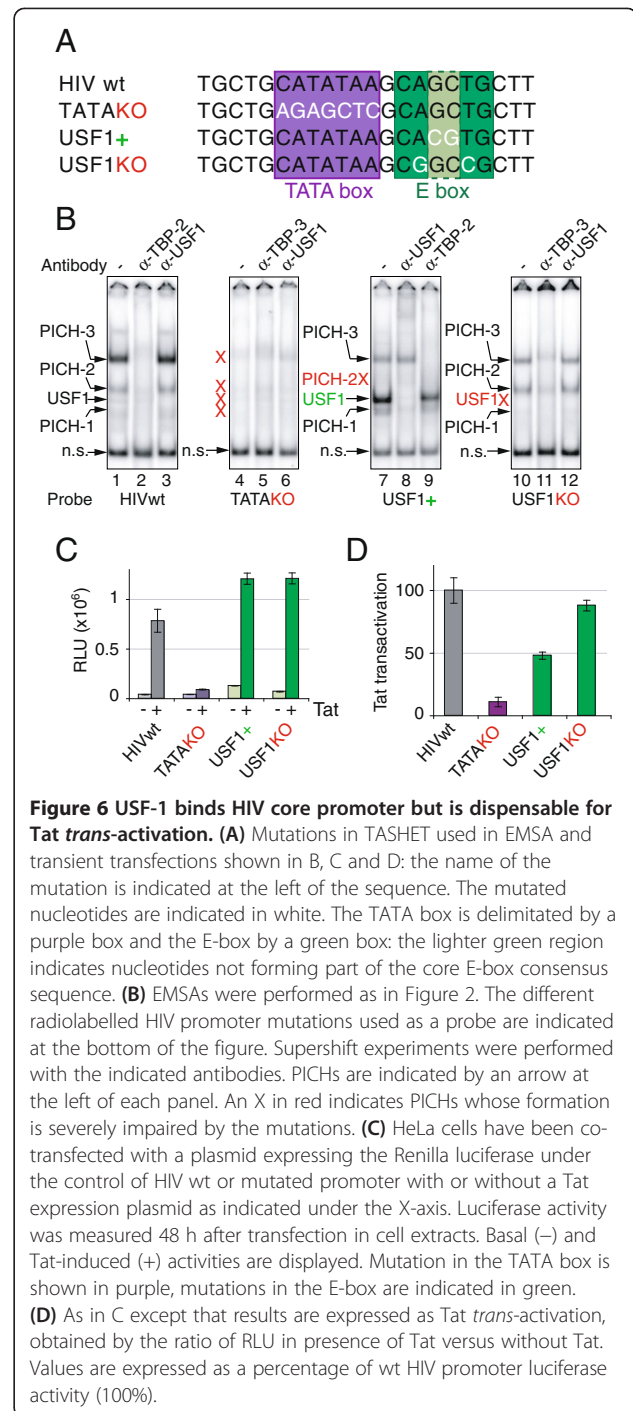 A
HIV wt TGCTGCATATAAGCAGCTGCTT
TATAKO TGCTGAGAGCTCGCAGCTGCTT
USF1+ TGCTGCATATAAGCACGTGCTT
USF1KO TGCTGCATATAAGCGGCCGCTT
TATA box E box
B
Antibody - α-TBP-2 α-USF1 - α-TBP-3 α-USF1 - α-USF1 α-TBP-2 - α-TBP-3 α-USF1
PICH-3 X PICH-3 PICH-3
PICH-2 X PICH-2X PICH-2
USF1 X USF1 USF1X
PICH-1 X PICH-1 PICH-1
n.s. n.s. n.s. n.s.
1 2 3 4 5 6 7 8 9 10 11 12
Probe HIVwt TATAKO USF1+ USF1KO
C
RLU (x10⁶)
1
0.5
0
- + - + - + - + Tat
HIVwt TATAKO USF1+ USF1KO
D
Tat transactivation
100
50
0
HIVwt TATAKO USF1+ USF1KO
Figure 6 USF-1 binds HIV core promoter but is dispensable for
Tat trans-activation. (A) Mutations in TASHET used in EMSA and
transient transfections shown in B, C and D: the name of the
mutation is indicated at the left of the sequence. The mutated
nucleotides are indicated in white. The TATA box is delimitated by a
purple box and the E-box by a green box: the lighter green region
indicates nucleotides not forming part of the core E-box consensus
sequence. (B) EMSAs were performed as in Figure 2. The different
radiolabelled HIV promoter mutations used as a probe are indicated
at the bottom of the figure. Supershift experiments were performed
with the indicated antibodies. PICHs are indicated by an arrow at
the left of each panel. An X in red indicates PICHs whose formation
is severely impaired by the mutations. (C) HeLa cells have been co-
transfected with a plasmid expressing the Renilla luciferase under
the control of HIV wt or mutated promoter with or without a Tat
expression plasmid as indicated under the X-axis. Luciferase activity
was measured 48 h after transfection in cell extracts. Basal (−) and
Tat-induced (+) activities are displayed. Mutation in the TATA box is
shown in purple, mutations in the E-box are indicated in green.
(D) As in C except that results are expressed as Tat trans-activation,
obtained by the ratio of RLU in presence of Tat versus without Tat.
Values are expressed as a percentage of wt HIV promoter luciferase
activity (100%).